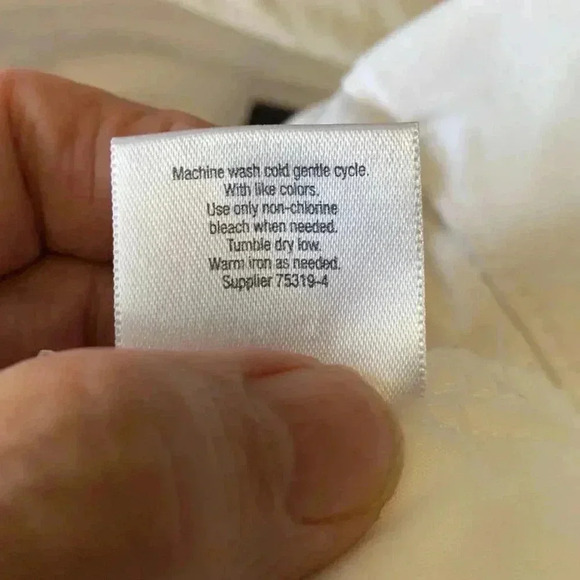 Machine wash cold gentle cycle.
With like colors.
Use only non-chlorine
bleach when needed.
Tumble dry low.
Warm iron as needed.
Supplier 75319-4